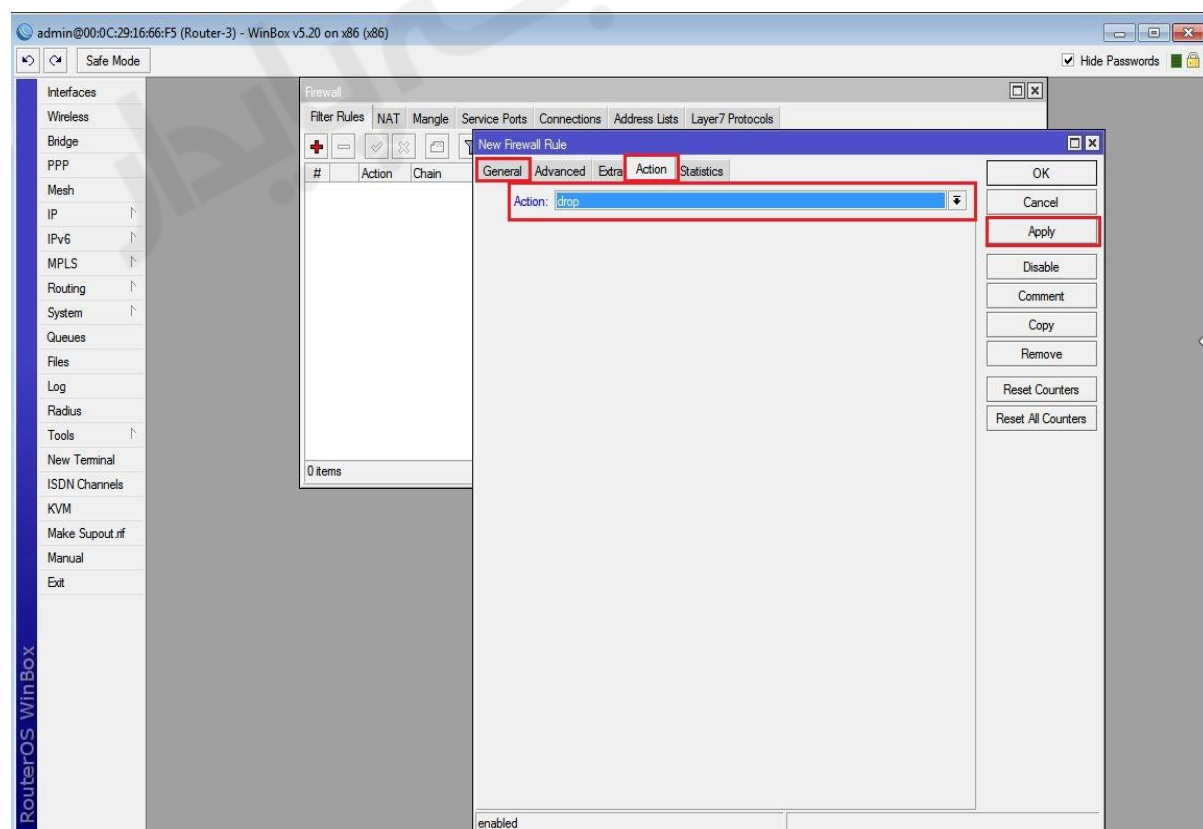 admin@00:0C:29:16:66:F5 (Router-3) - WinBox v5.20 on x86 (x86)
Safe Mode
Hide Passwords
Interfaces
Wireless
Bridge
PPP
Mesh
IP
IPv6
MPLS
Routing
System
Queues
Files
Log
Radius
Tools
New Terminal
ISDN Channels
KVM
Make Supout.rif
Manual
Exit
RouterOS WinBox
Firewall
Filter Rules NAT Mangle Service Ports Connections Address Lists Layer7 Protocols
# Action Chain
0 items
New Firewall Rule
General Advanced Extra Action Statistics
Action: drop
OK
Cancel
Apply
Disable
Comment
Copy
Remove
Reset Counters
Reset All Counters
enabled